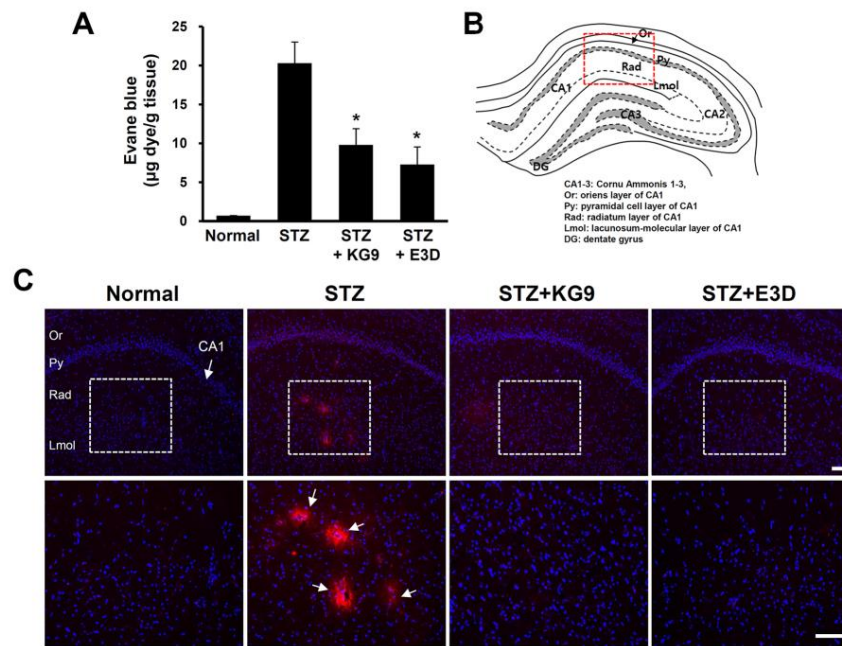 A
Evane blue
(µg dye/g tissue)
25
20
15
10
5
0
*
*
Normal
STZ
STZ
+ KG9
STZ
+ E3D
B
Or
Py
Rad
Lmol
CA1
CA2
CA3
DG
CA1-3: Cornu Ammonis 1-3,
Or: oriens layer of CA1
Py: pyramidal cell layer of CA1
Rad: radiatum layer of CA1
Lmol: lacunosum-molecular layer of CA1
DG: dentate gyrus
C
Normal
STZ
STZ+KG9
STZ+E3D
Or
Py
CA1
Rad
Lmol